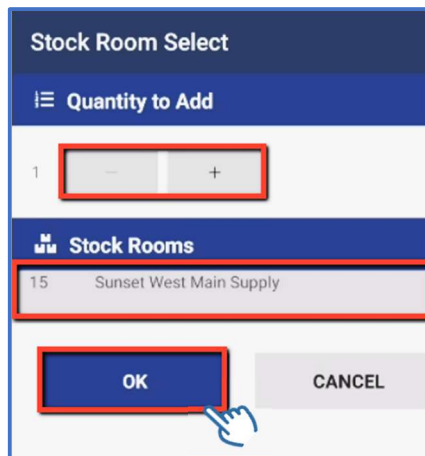 Stock Room Select
Quantity to Add
1 − +
Stock Rooms
15 Sunset West Main Supply
OK CANCEL